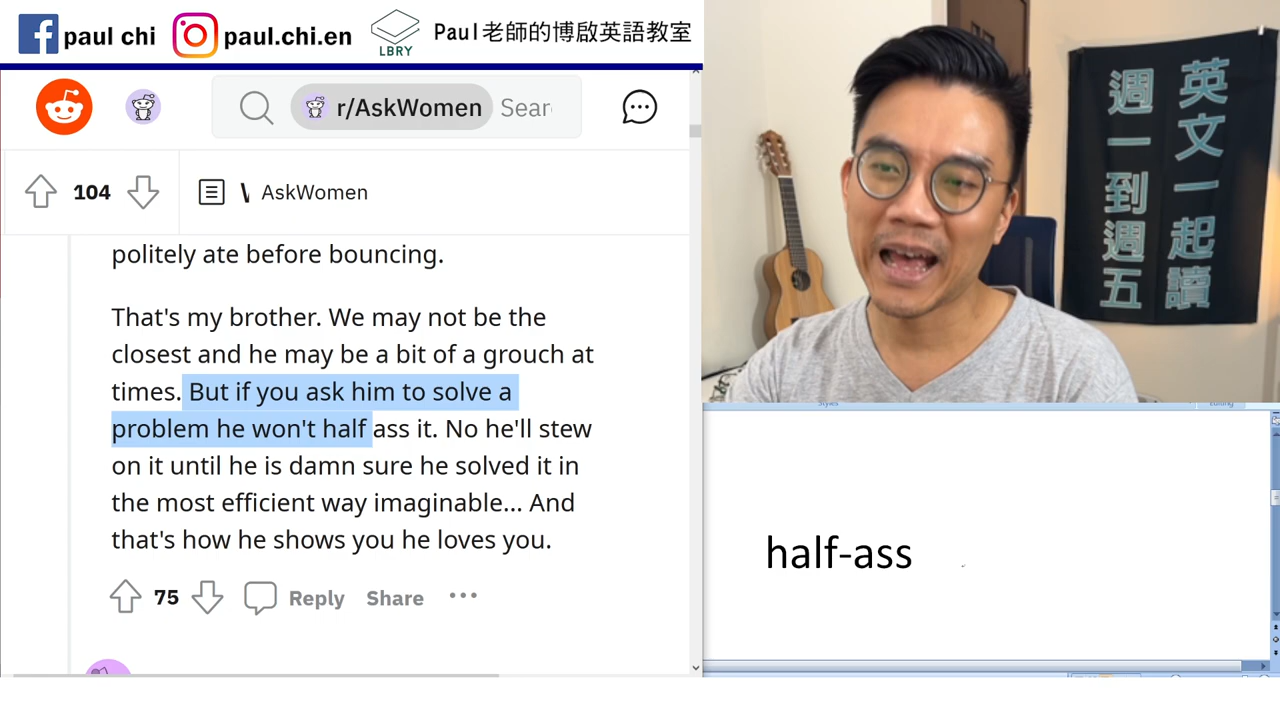 paul chi
paul.chi.en
LBRY
Paul老師的博啟英語教室
r/AskWomen
Sear
104
AskWomen
politely ate before bouncing.
That's my brother. We may not be the
closest and he may be a bit of a grouch at
times. But if you ask him to solve a
problem he won't half ass it. No he'll stew
on it until he is damn sure he solved it in
the most efficient way imaginable... And
that's how he shows you he loves you.
75
Reply
Share
英文一起讀
週一到週五
Styles
Editing
half-ass